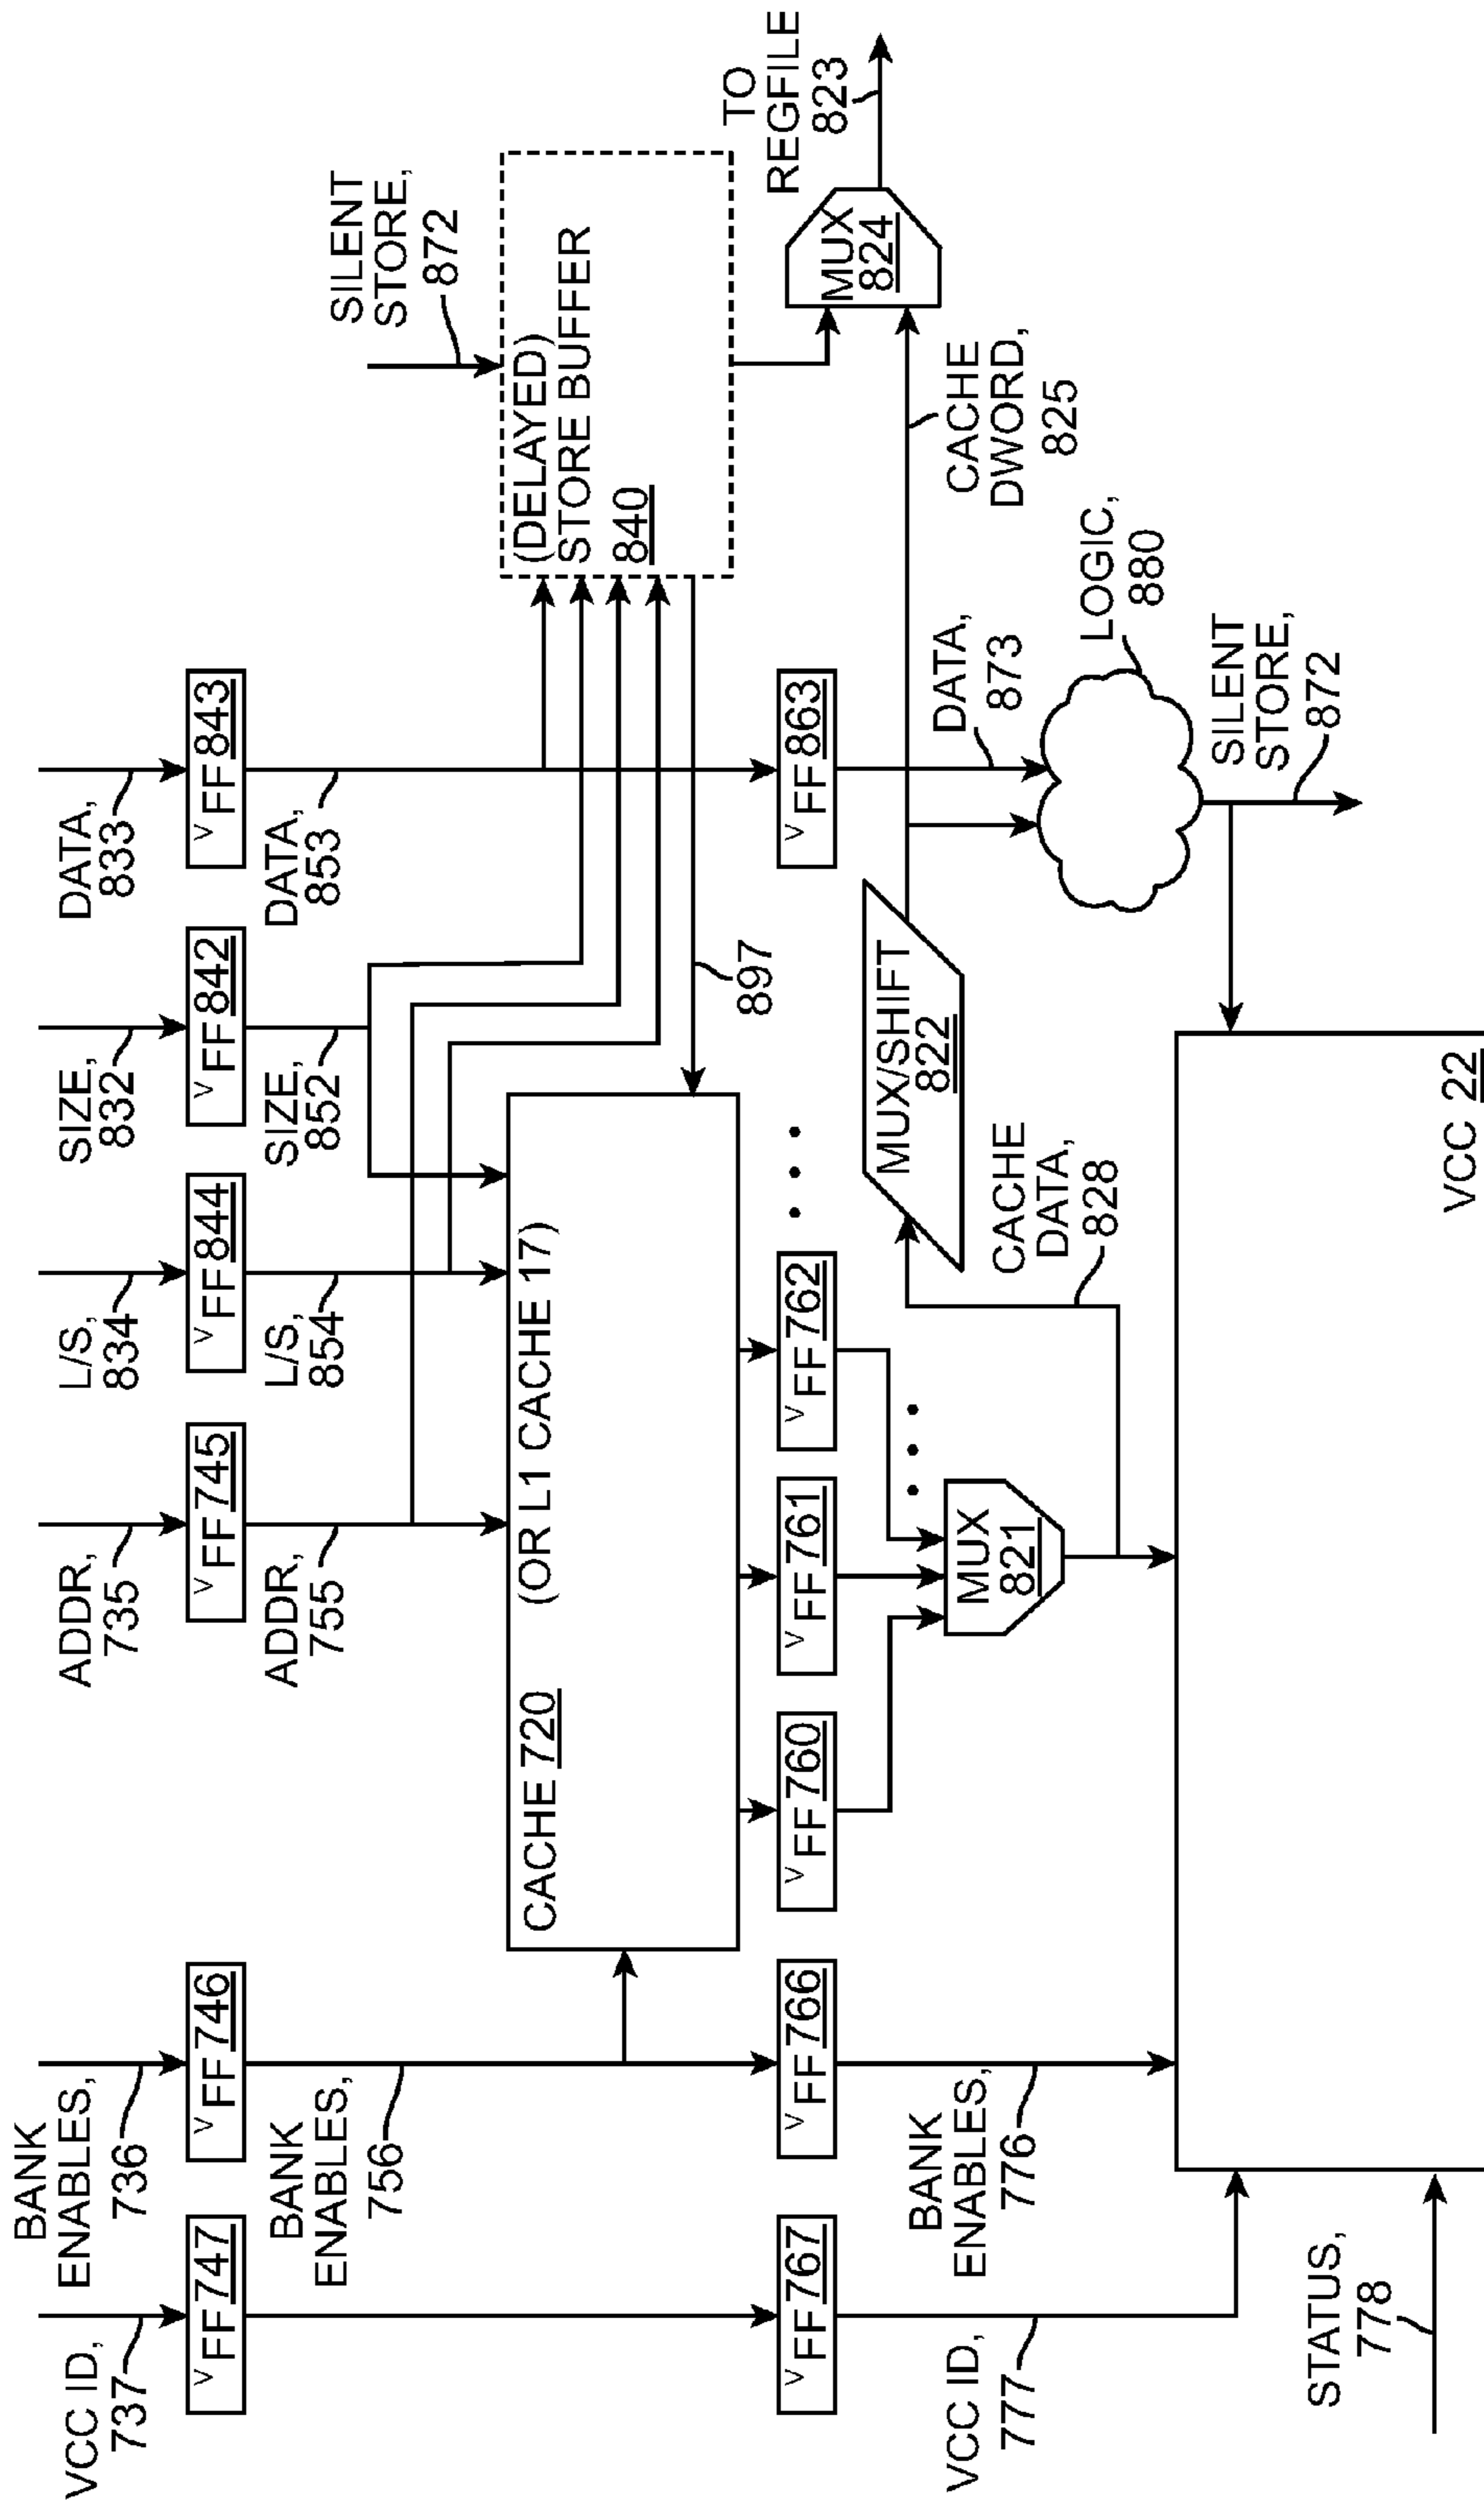 VCC ID,
737
BANK
ENABLES,
736
ADDR,
735
L/S,
834
SIZE,
832
DATA,
833
FF 747
FF 746
FF 745
FF 844
FF 842
FF 843
BANK
ENABLES,
756
ADDR,
755
L/S,
854
SIZE,
852
DATA,
853
SILENT
STORE,
872
CACHE 720
(OR L1 CACHE 17)
(DELAYED)
STORE BUFFER
840
897
TO
REGFILE
823
FF 767
FF 766
FF 760
FF 761
FF 762
FF 863
MUX
824
MUX/SHIFT
822
VCC ID,
777
BANK
ENABLES,
776
MUX
821
CACHE
DATA,
828
DATA,
873
CACHE
DWORD,
825
LOGIC,
880
SILENT
STORE,
872
STATUS,
778
VCC 22